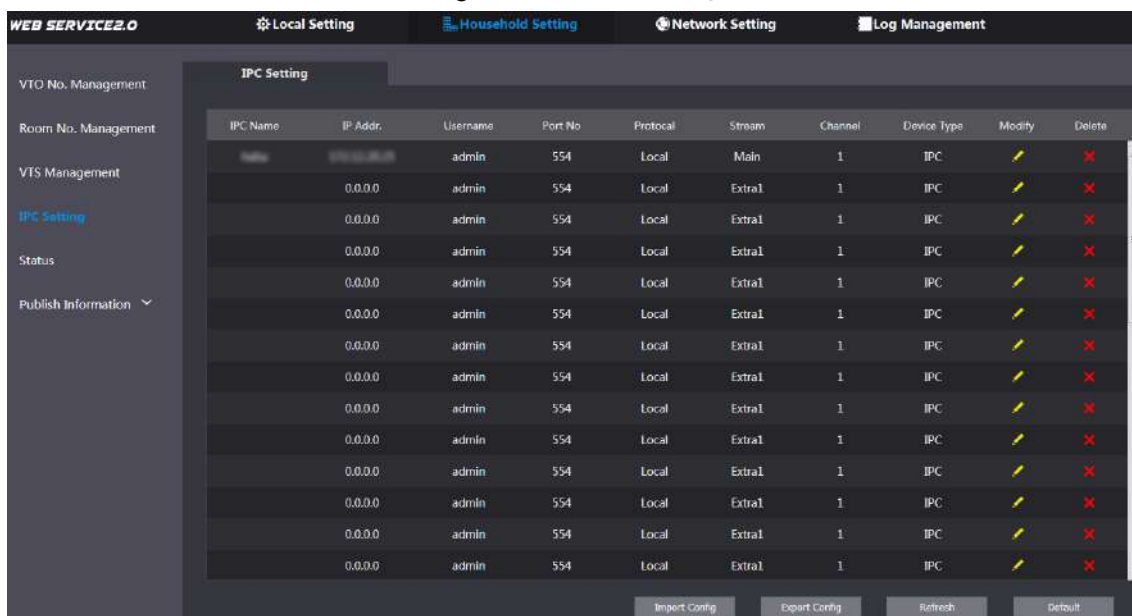 WEB SERVICE2.0 Local Setting Household Setting Network Setting Log Management
VTO No. Management
Room No. Management
VTS Management
IPC Setting
Status
Publish Information
IPC Setting
IPC Name IP Addr. Username Port No Protocal Stream Channel Device Type Modify Delete
admin 554 Local Main 1 IPC
0.0.0.0 admin 554 Local Extra1 1 IPC
0.0.0.0 admin 554 Local Extra1 1 IPC
0.0.0.0 admin 554 Local Extra1 1 IPC
0.0.0.0 admin 554 Local Extra1 1 IPC
0.0.0.0 admin 554 Local Extra1 1 IPC
0.0.0.0 admin 554 Local Extra1 1 IPC
0.0.0.0 admin 554 Local Extra1 1 IPC
0.0.0.0 admin 554 Local Extra1 1 IPC
0.0.0.0 admin 554 Local Extra1 1 IPC
0.0.0.0 admin 554 Local Extra1 1 IPC
0.0.0.0 admin 554 Local Extra1 1 IPC
0.0.0.0 admin 554 Local Extra1 1 IPC
0.0.0.0 admin 554 Local Extra1 1 IPC
Import Config Export Config Refresh Default